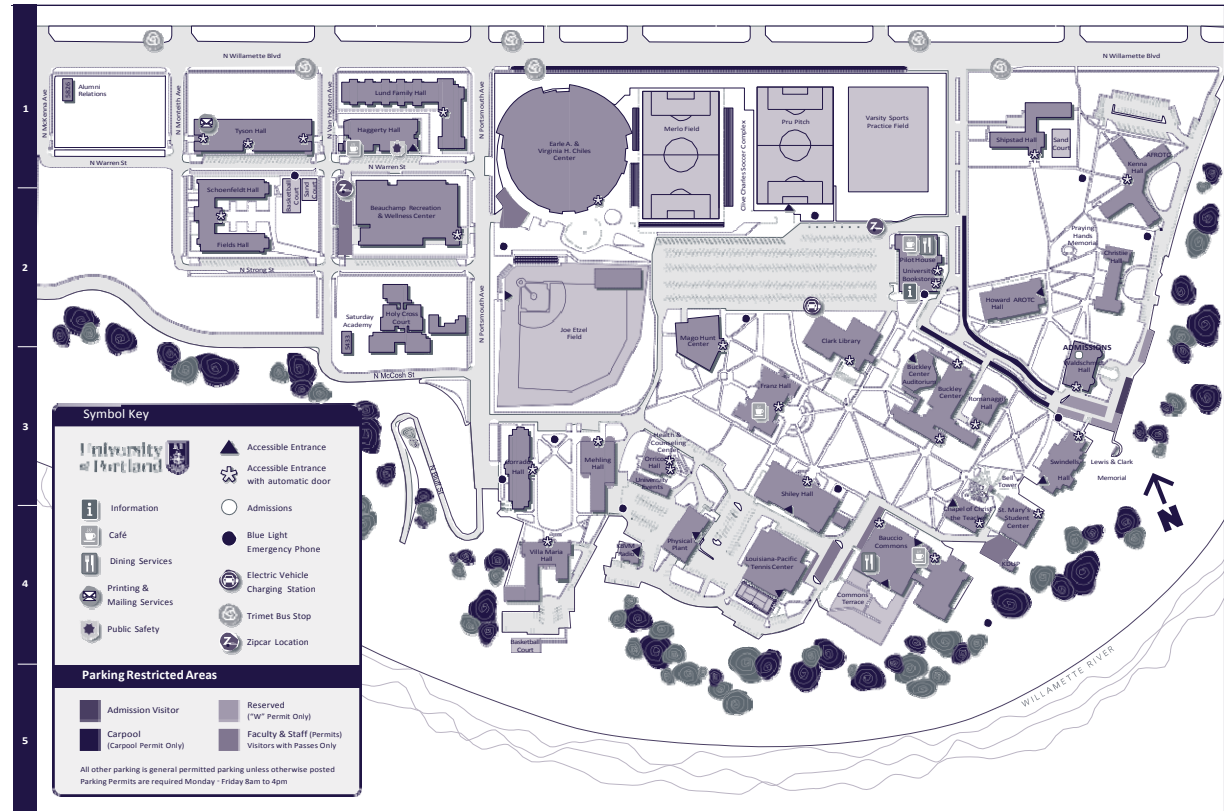 N Willamette Blvd
N Willamette Blvd
1
2
3
4
5
N McKenna Ave
5828
Alumni
Relations
N Monteith Ave
Tyson Hall
N Van Houten Ave
Lund Family Hall
Haggerty Hall
N Portsmouth Ave
N Warren St
N Warren St
Earle A. &
Virginia H. Chiles
Center
Merlo Field
Clive Charles Soccer Complex
Pru Pitch
Varsity Sports
Practice Field
Shipstad Hall
Sand
Court
AFROTC
Kenna
Hall
Schoenfeldt Hall
Fields Hall
Basketball
Court
Sand
Court
Beauchamp Recreation
& Wellness Center
N Strong St
N Portsmouth Ave
Praying
Hands
Memorial
Christie
Hall
Pilot House
University
Bookstore
Howard
Hall
AROTC
Saturday
Academy
5433
Holy Cross
Court
N McCosh St
Joe Etzel
Field
Mago Hunt
Center
Clark Library
Franz Hall
Buckley
Center
Auditorium
Buckley
Center
Romanaggi
Hall
ADMISSIONS
Waldschmidt
Hall
Corrado
Hall
Mehling
Hall
Health &
Counseling
Center
Orrico
Hall
University
Events
Shiley Hall
Bell
Tower
Swindells
Hall
Lewis & Clark
Memorial
N
Chapel of Christ
the Teacher
St. Mary's
Student
Center
KDUP
Villa Maria
Hall
Physical
Plant
Louisiana-Pacific
Tennis Center
Bauccio
Commons
Commons
Terrace
Basketball
Court
WILLAMETTE RIVER
Symbol Key
University
of Portland
Information
Café
Dining Services
Printing &
Mailing Services
Public Safety
Accessible Entrance
Accessible Entrance
with automatic door
Admissions
Blue Light
Emergency Phone
Electric Vehicle
Charging Station
Trimet Bus Stop
Zipcar Location
Parking Restricted Areas
Admission Visitor
Carpool
(Carpool Permit Only)
Reserved
("W" Permit Only)
Faculty & Staff (Permits)
Visitors with Passes Only
All other parking is general permitted parking unless otherwise posted
Parking Permits are required Monday - Friday 8am to 4pm